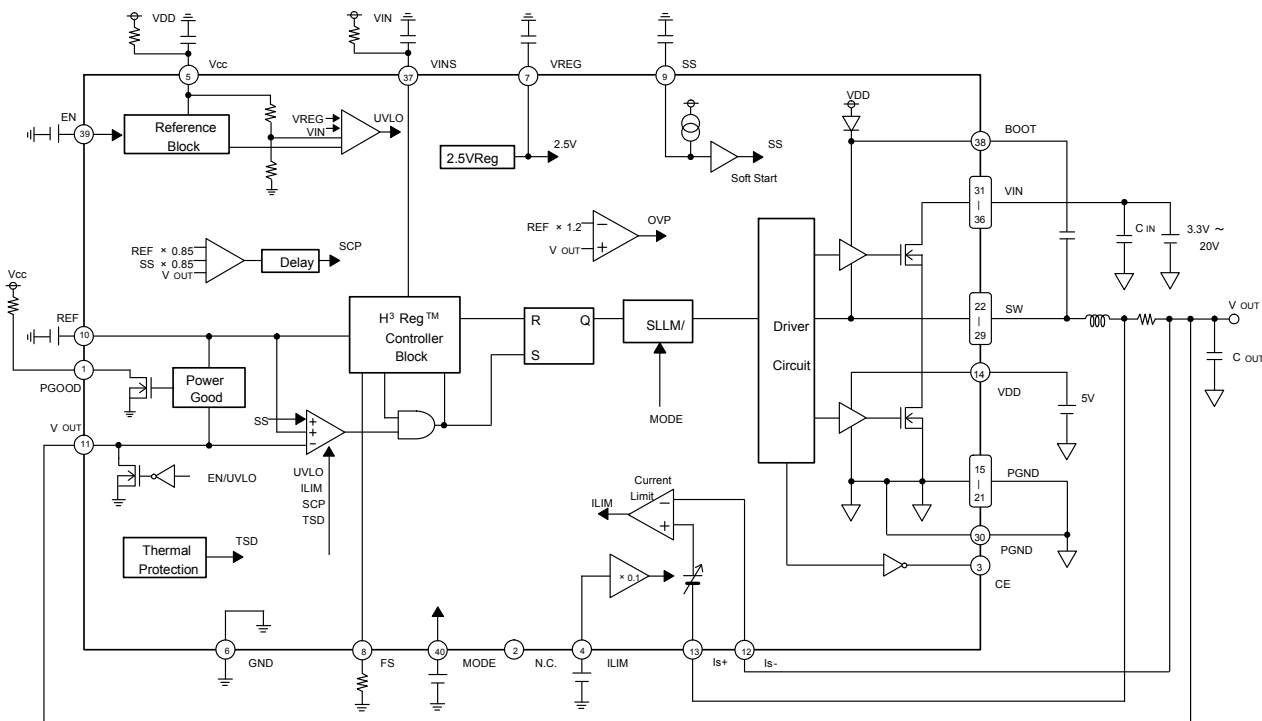 VDD
VIN
Vcc
5
VINS
37
VREG
7
SS
9
EN
39
Reference
Block
VREG
VIN
UVLO
2.5VReg
2.5V
SS
Soft Start
VDD
BOOT
38
31
36
VIN
C IN
3.3V ～
20V
REF × 1.2
V OUT
OVP
REF × 0.85
SS × 0.85
V OUT
Delay
SCP
Vcc
REF
10
H³ Reg™
Controller
Block
R
Q
S
SLLM/
MODE
Driver
Circuit
22
29
SW
V OUT
C OUT
1
PGOOD
Power
Good
14
VDD
5V
SS
V OUT
11
EN/UVLO
UVLO
ILIM
SCP
TSD
Current
Limit
ILIM
15
21
PGND
30
PGND
3
CE
Thermal
Protection
TSD
× 0.1
6
GND
8
FS
40
MODE
2
N.C.
4
ILIM
13
Is+
12
Is-